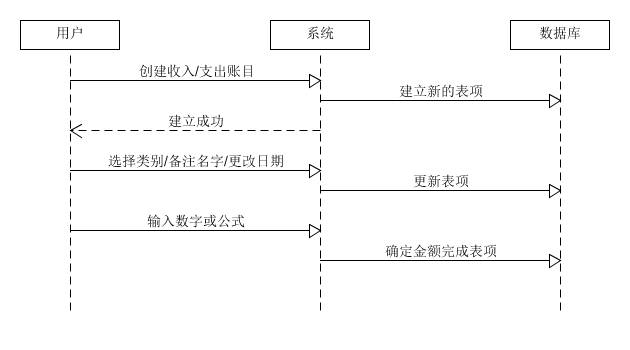 用户
系统
数据库
创建收入/支出账目
建立新的表项
建立成功
选择类别/备注名字/更改日期
更新表项
输入数字或公式
确定金额完成表项